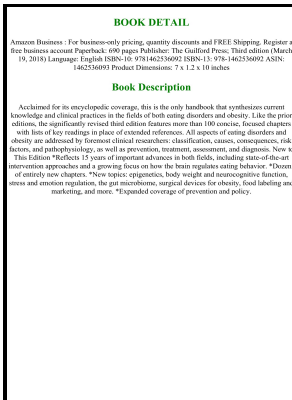 BOOK DETAIL
Amazon Business : For business-only pricing, quantity discounts and FREE Shipping. Register a
free business account Paperback: 690 pages Publisher: The Guilford Press; Third edition (March
19, 2018) Language: English ISBN-10: 9781462536092 ISBN-13: 978-1462536092 ASIN:
1462536093 Product Dimensions: 7 x 1.2 x 10 inches
Book Description
Acclaimed for its encyclopedic coverage, this is the only handbook that synthesizes current
knowledge and clinical practices in the fields of both eating disorders and obesity. Like the prior
editions, the significantly revised third edition features more than 100 concise, focused chapters
with lists of key readings in place of extended references. All aspects of eating disorders and
obesity are addressed by foremost clinical researchers: classification, causes, consequences, risk
factors, and pathophysiology, as well as prevention, treatment, assessment, and diagnosis. New to
This Edition *Reflects 15 years of important advances in both fields, including state-of-the-art
intervention approaches and a growing focus on how the brain regulates eating behavior. *Dozen
of entirely new chapters. *New topics: epigenetics, body weight and neurocognitive function,
stress and emotion regulation, the gut microbiome, surgical devices for obesity, food labeling and
marketing, and more. *Expanded coverage of prevention and policy.